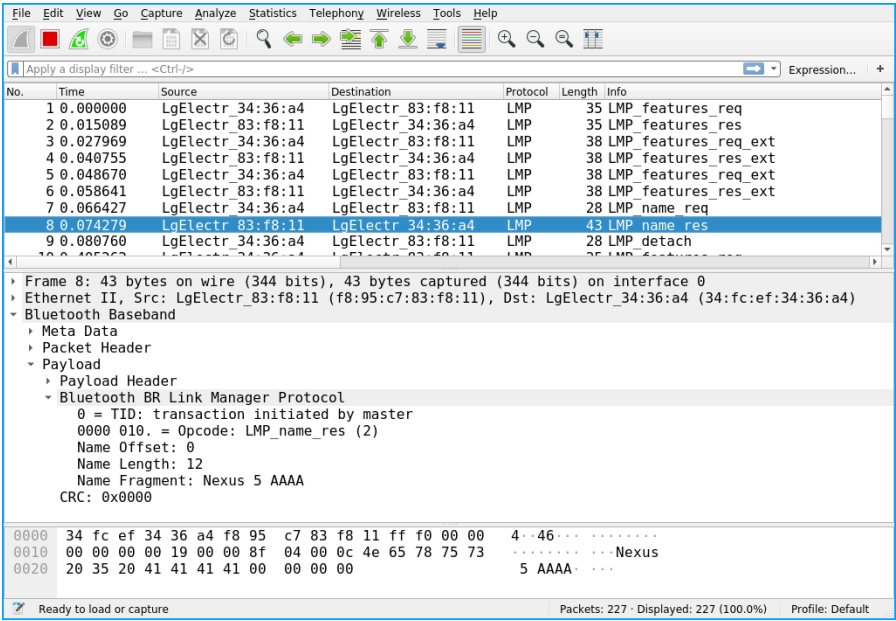 File Edit View Go Capture Analyze Statistics Telephony Wireless Tools Help
Apply a display filter ... <Ctrl-/> Expression... +
No. Time Source Destination Protocol Length Info
1 0.000000 LgElectr_34:36:a4 LgElectr_83:f8:11 LMP 35 LMP_features_req
2 0.015089 LgElectr_83:f8:11 LgElectr_34:36:a4 LMP 35 LMP_features_res
3 0.027969 LgElectr_34:36:a4 LgElectr_83:f8:11 LMP 38 LMP_features_req_ext
4 0.040755 LgElectr_83:f8:11 LgElectr_34:36:a4 LMP 38 LMP_features_res_ext
5 0.048670 LgElectr_34:36:a4 LgElectr_83:f8:11 LMP 38 LMP_features_req_ext
6 0.058641 LgElectr_83:f8:11 LgElectr_34:36:a4 LMP 38 LMP_features_res_ext
7 0.066427 LgElectr_34:36:a4 LgElectr_83:f8:11 LMP 28 LMP_name_req
8 0.074279 LgElectr_83:f8:11 LgElectr_34:36:a4 LMP 43 LMP_name_res
9 0.080760 LgElectr_34:36:a4 LgElectr_83:f8:11 LMP 28 LMP_detach
Frame 8: 43 bytes on wire (344 bits), 43 bytes captured (344 bits) on interface 0
Ethernet II, Src: LgElectr_83:f8:11 (f8:95:c7:83:f8:11), Dst: LgElectr_34:36:a4 (34:fc:ef:34:36:a4)
Bluetooth Baseband
Meta Data
Packet Header
Payload
Payload Header
Bluetooth BR Link Manager Protocol
0 = TID: transaction initiated by master
0000 010. = Opcode: LMP_name_res (2)
Name Offset: 0
Name Length: 12
Name Fragment: Nexus 5 AAAA
CRC: 0x0000
0000 34 fc ef 34 36 a4 f8 95 c7 83 f8 11 ff f0 00 00 4··46··· ········
0010 00 00 00 00 19 00 00 8f 04 00 0c 4e 65 78 75 73 ········ ···Nexus
0020 20 35 20 41 41 41 41 00 00 00 00 5 AAAA· ···
Ready to load or capture Packets: 227 · Displayed: 227 (100.0%) Profile: Default